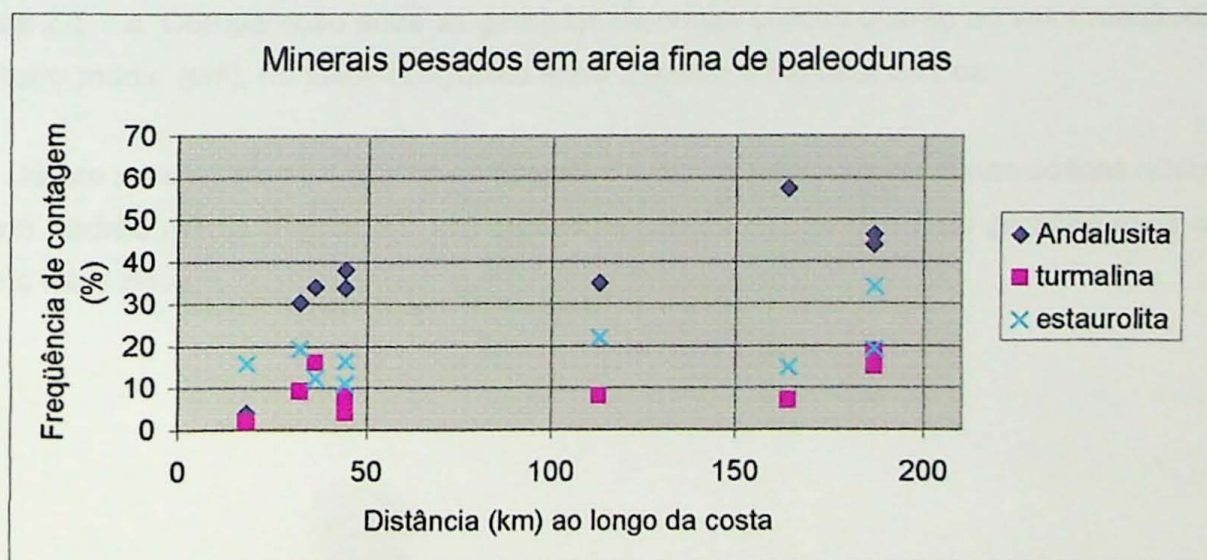 Minerais pesados em areia fina de paleodunas
Freqüência de contagem
(%)
70
60
50
40
30
20
10
0
0
50
100
150
200
Distância (km) ao longo da costa
Andalusita
turmalina
estaurolita